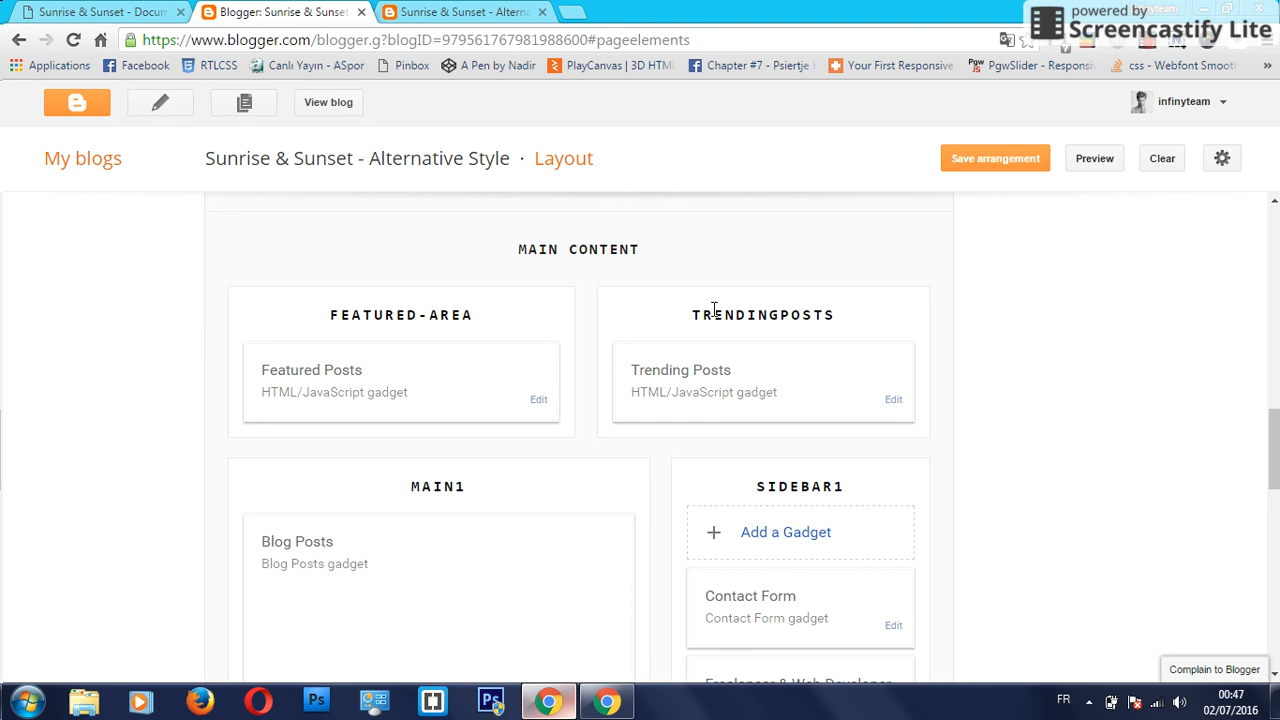 Sunrise & Sunset - Docum
Blogger: Sunrise & Sunset
Sunrise & Sunset - Alterna
powered by
Screencastify Lite
https://www.blogger.com/
#pageelements
Applications
Facebook
RTLCSS
Canlı Yayın - ASpor
Pinbox
A Pen by Nadir
PlayCanvas | 3D HTML
Chapter #7 - Psiertje
Your First Responsive
PgwSlider - Responsiv
css - Webfont Smoot
View blog
infinyteam
My blogs
Sunrise & Sunset - Alternative Style · Layout
Save arrangement
Preview
Clear
MAIN CONTENT
FEATURED-AREA
TRENDINGPOSTS
Featured Posts
HTML/JavaScript gadget
Edit
Trending Posts
HTML/JavaScript gadget
Edit
MAIN1
SIDEBAR1
Add a Gadget
Blog Posts
Blog Posts gadget
Contact Form
Contact Form gadget
Edit
Freelancer & Web Developer
Complain to Blogger
FR
00:47
02/07/2016